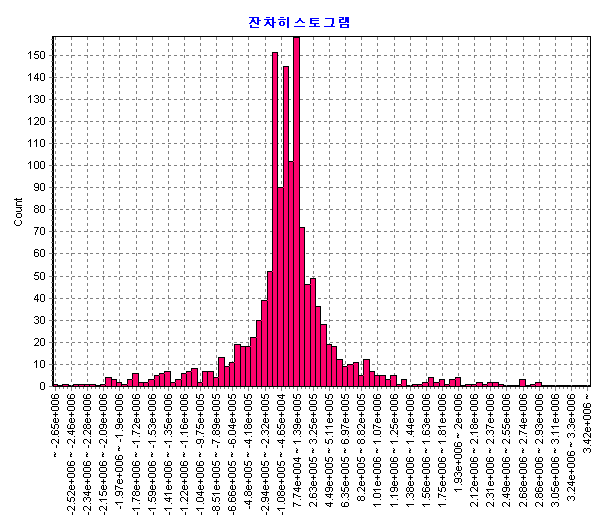 잔차히스토그램
Count
150
140
130
120
110
100
90
80
70
60
50
40
30
20
10
0
~ -2.65e+006
-2.52e+006 ~ -2.46e+006
-2.34e+006 ~ -2.28e+006
-2.15e+006 ~ -2.09e+006
-1.97e+006 ~ -1.9e+006
-1.78e+006 ~ -1.72e+006
-1.59e+006 ~ -1.53e+006
-1.41e+006 ~ -1.35e+006
-1.22e+006 ~ -1.16e+006
-1.04e+006 ~ -9.75e+005
-8.51e+005 ~ -7.89e+005
-6.66e+005 ~ -6.04e+005
-4.8e+005 ~ -4.18e+005
-2.94e+005 ~ -2.32e+005
-1.08e+005 ~ -4.65e+004
7.74e+004 ~ 1.39e+005
2.63e+005 ~ 3.25e+005
4.49e+005 ~ 5.11e+005
6.35e+005 ~ 6.97e+005
8.2e+005 ~ 8.82e+005
1.01e+006 ~ 1.07e+006
1.19e+006 ~ 1.25e+006
1.38e+006 ~ 1.44e+006
1.56e+006 ~ 1.63e+006
1.75e+006 ~ 1.81e+006
1.93e+006 ~ 2e+006
2.12e+006 ~ 2.18e+006
2.31e+006 ~ 2.37e+006
2.49e+006 ~ 2.55e+006
2.68e+006 ~ 2.74e+006
2.86e+006 ~ 2.93e+006
3.05e+006 ~ 3.11e+006
3.24e+006 ~ 3.3e+006
3.42e+006 ~